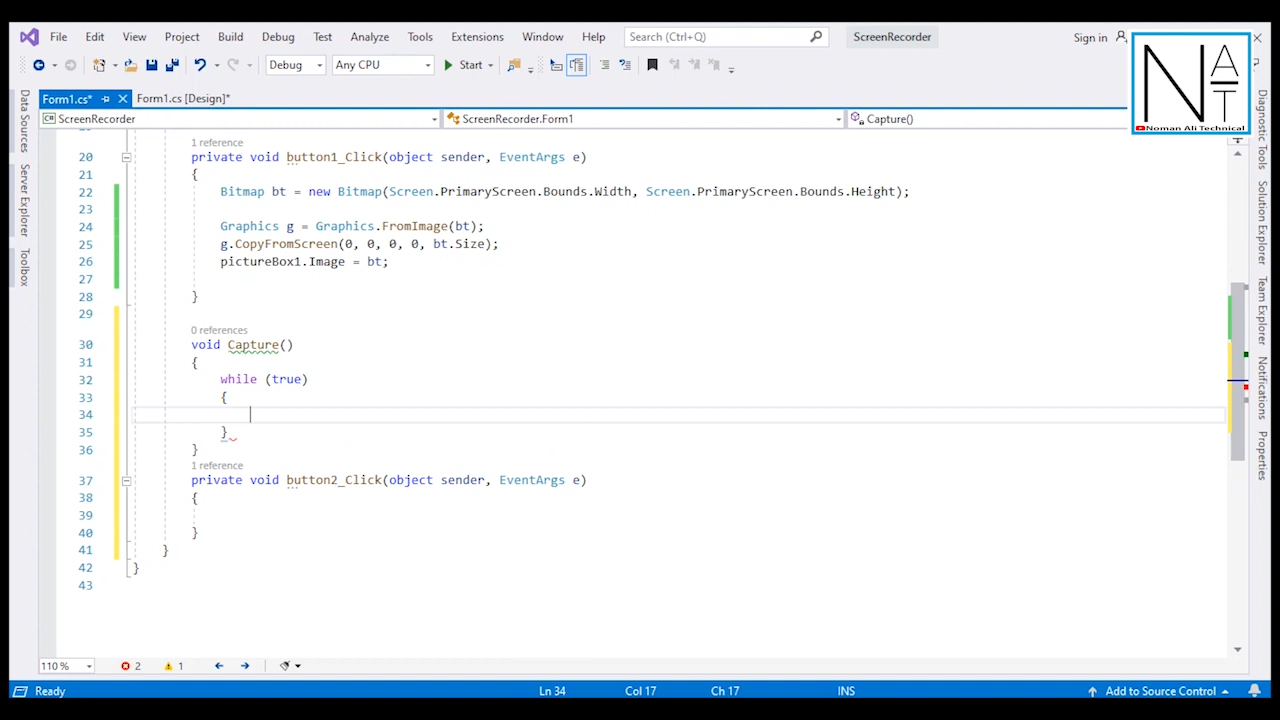 File Edit View Project Build Debug Test Analyze Tools Extensions Window Help Search (Ctrl+Q) ScreenRecorder Sign in
Debug Any CPU Start
NAT
Noman Ali Technical
Form1.cs* Form1.cs [Design]*
ScreenRecorder ScreenRecorder.Form1 Capture()
Data Sources
Server Explorer
Toolbox
1 reference
20 private void button1_Click(object sender, EventArgs e)
21 {
22 Bitmap bt = new Bitmap(Screen.PrimaryScreen.Bounds.Width, Screen.PrimaryScreen.Bounds.Height);
23
24 Graphics g = Graphics.FromImage(bt);
25 g.CopyFromScreen(0, 0, 0, 0, bt.Size);
26 pictureBox1.Image = bt;
27
28 }
29
0 references
30 void Capture()
31 {
32 while (true)
33 {
34
35 }
36 }
1 reference
37 private void button2_Click(object sender, EventArgs e)
38 {
39
40 }
41 }
42 }
43
Diagnostic Tools
Solution Explorer
Team Explorer
Notifications
Properties
110 % 2 1
Ready Ln 34 Col 17 Ch 17 INS Add to Source Control